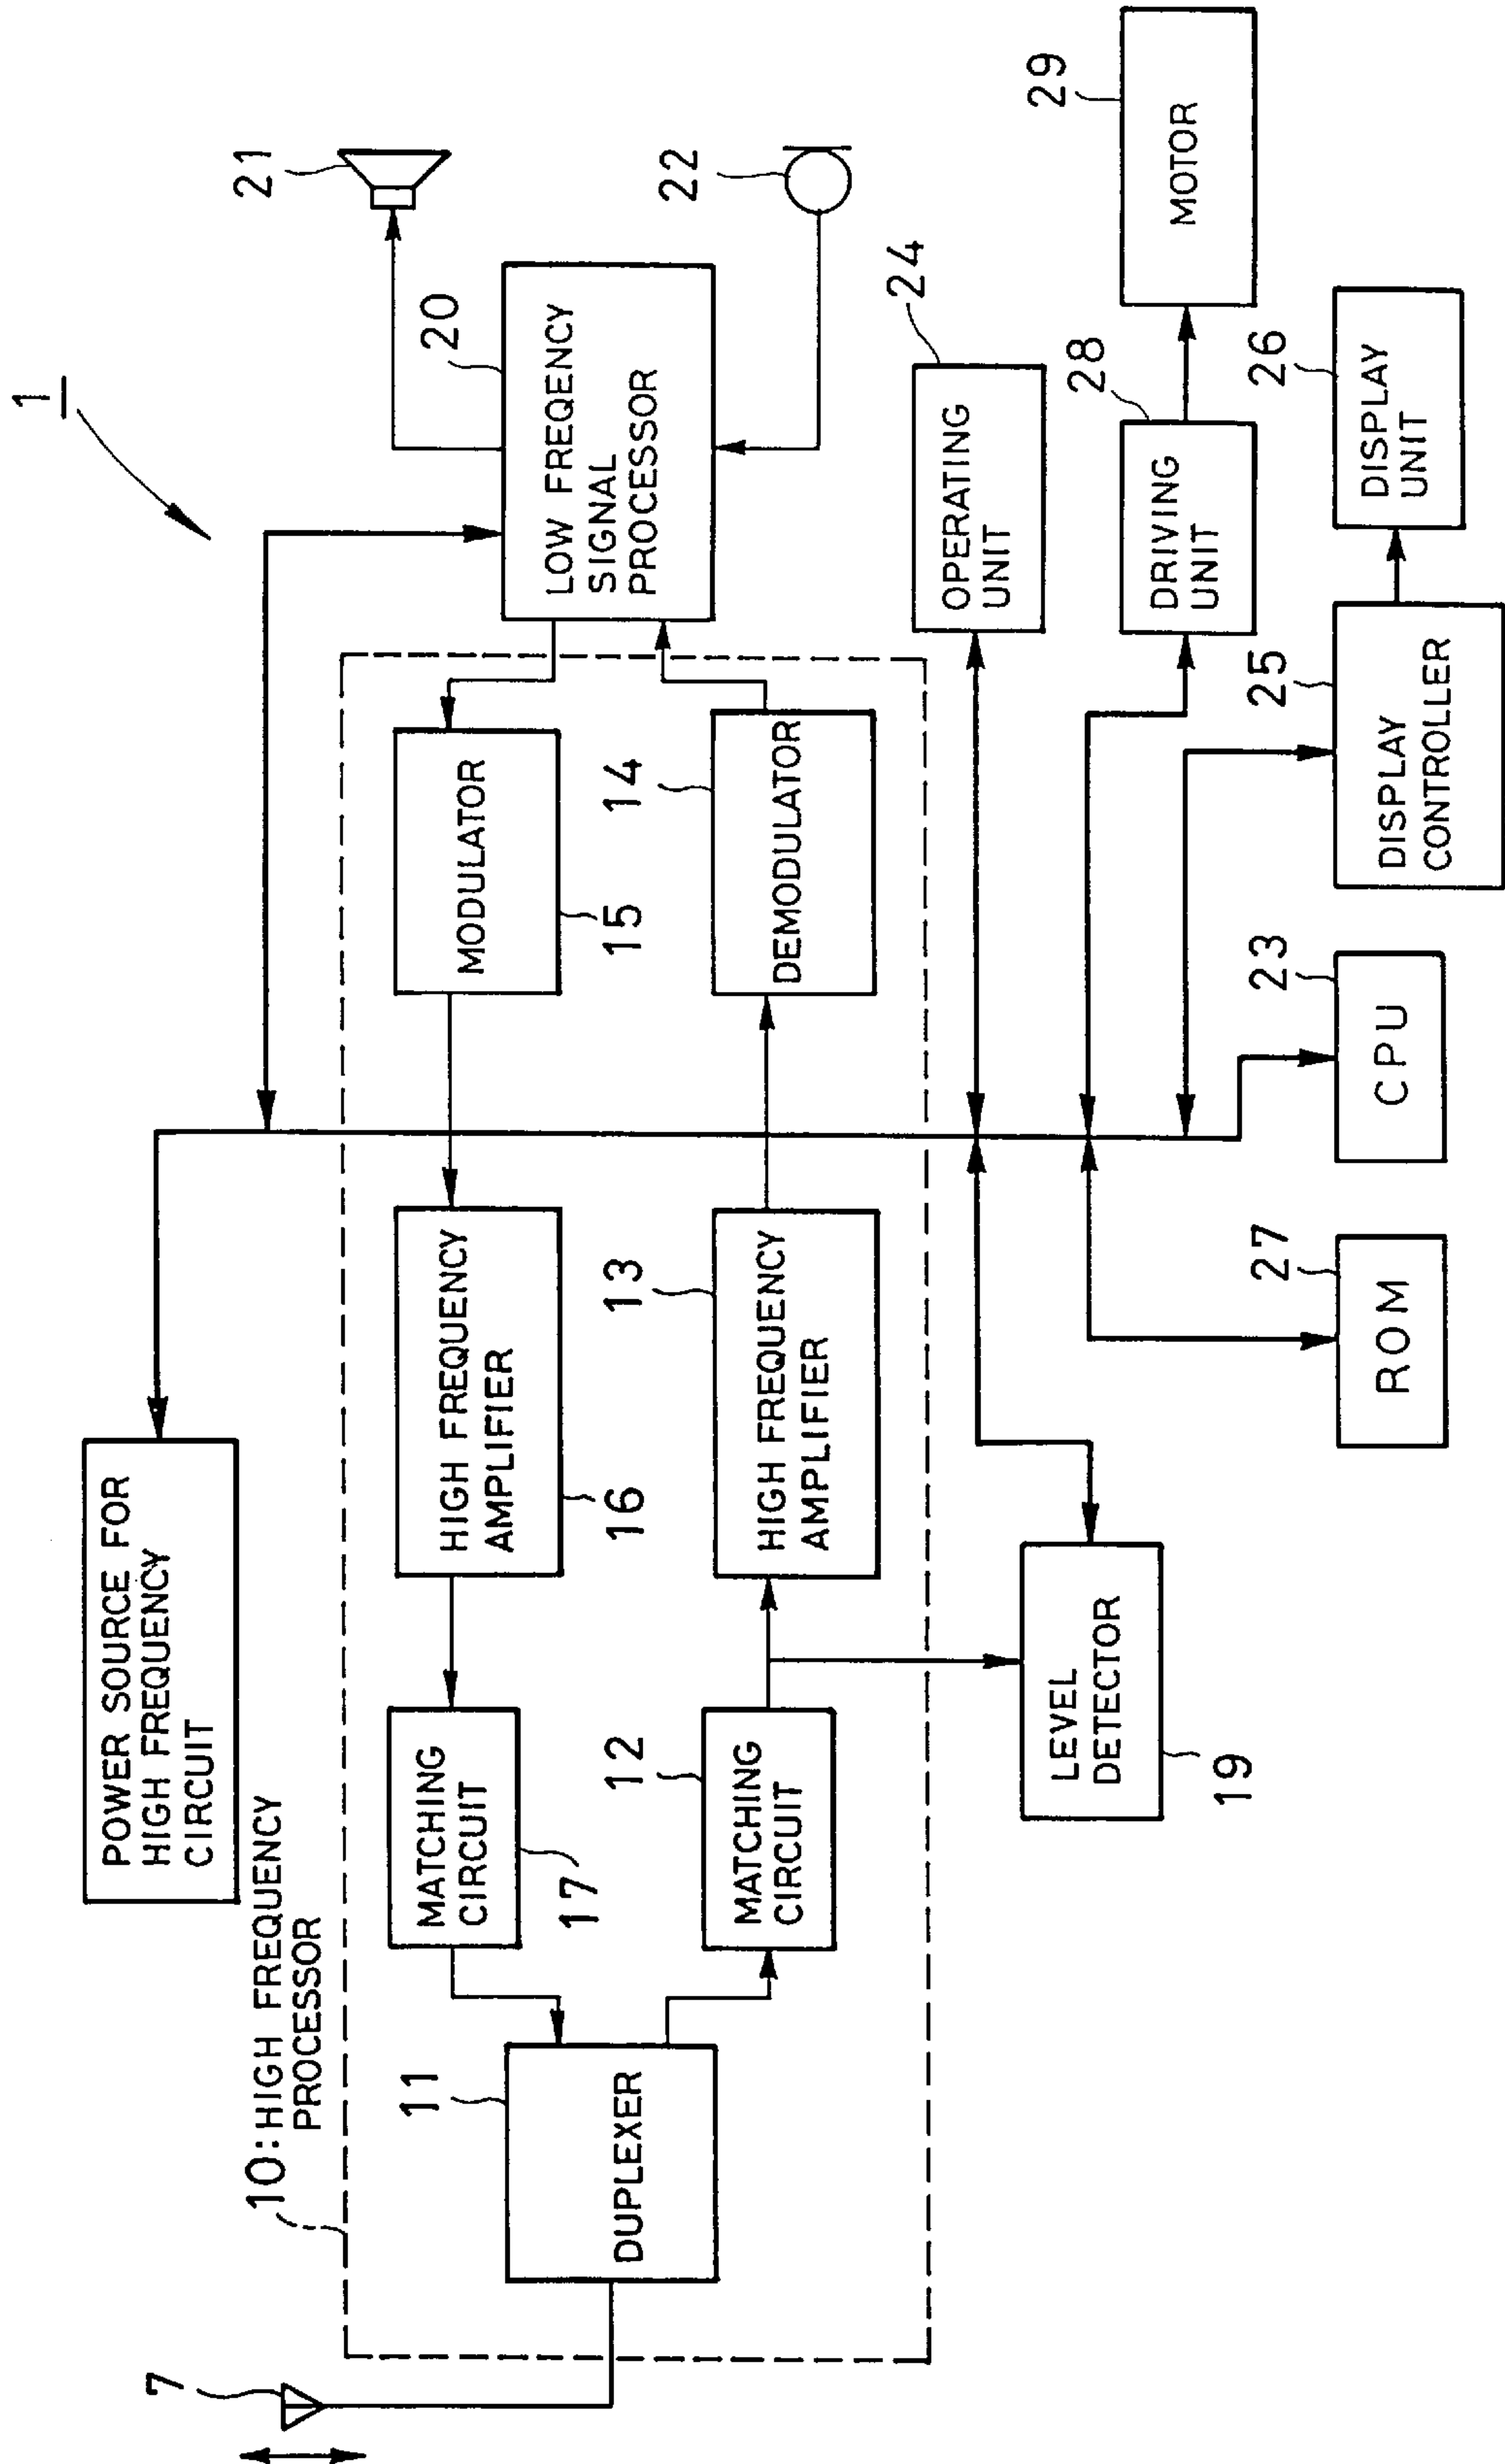 1
POWER SOURCE FOR
HIGH FREQUENCY
CIRCUIT
10:HIGH FREQUENCY
PROCESSOR
7
11
DUPLEXER
MATCHING
CIRCUIT
17
HIGH FREQUENCY
AMPLIFIER
16
MODULATOR
15
12
MATCHING
CIRCUIT
13
HIGH FREQUENCY
AMPLIFIER
14
DEMODULATOR
20
LOW FREQENCY
SIGNAL
PROCESSOR
21
22
LEVEL
DETECTOR
19
24
OPERATING
UNIT
28
DRIVING
UNIT
29
MOTOR
27
ROM
23
CPU
25
DISPLAY
CONTROLLER
26
DISPLAY
UNIT